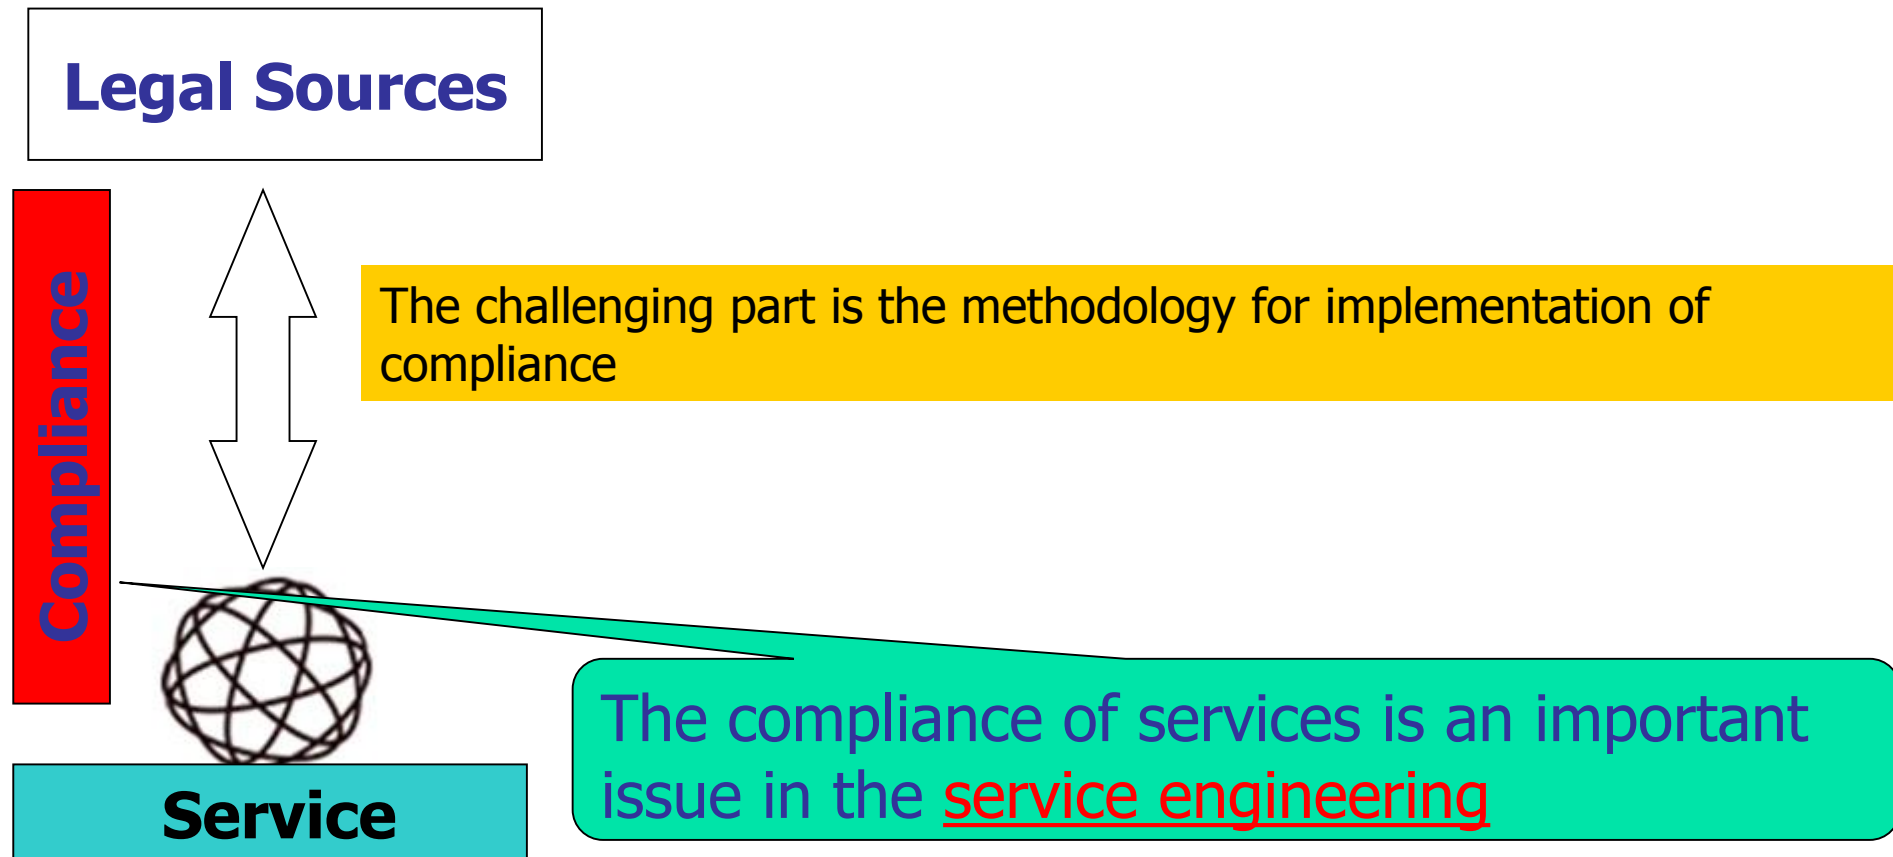 Legal Sources
Compliance
The challenging part is the methodology for implementation of
compliance
The compliance of services is an important
issue in the service engineering
Service